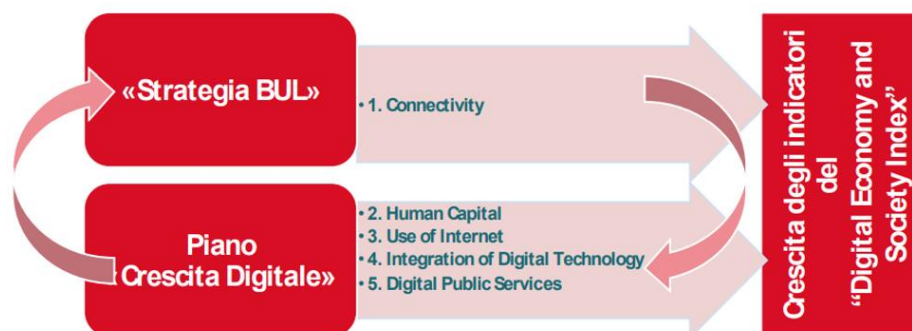 «Strategia BUL»
• 1. Connectivity
Piano
«Crescita Digitale»
• 2. Human Capital
• 3. Use of Internet
• 4. Integration of Digital Technology
• 5. Digital Public Services
Crescita degli indicatori
del
“Digital Economy and
Society Index”